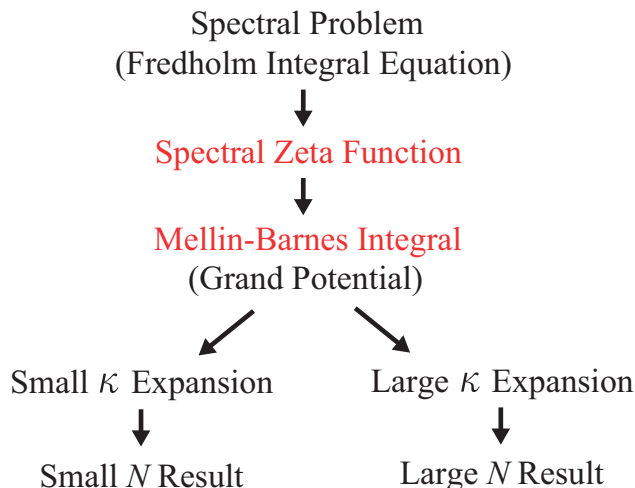 Spectral Problem
(Fredholm Integral Equation)
Spectral Zeta Function
Mellin-Barnes Integral
(Grand Potential)
Small κ Expansion
Large κ Expansion
Small N Result
Large N Result